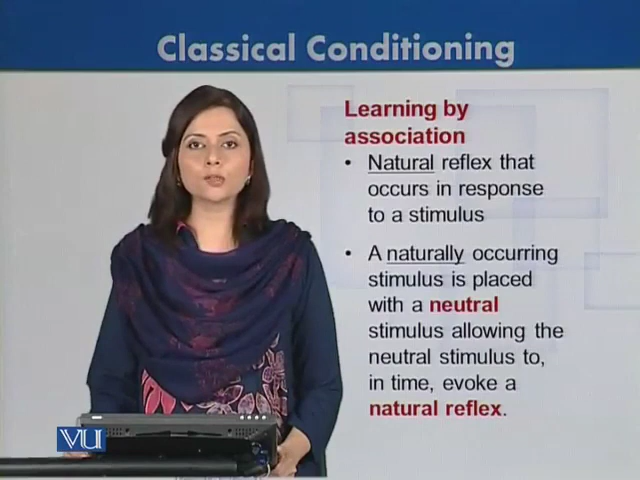 Classical Conditioning
Learning by
association
• Natural reflex that
occurs in response
to a stimulus
• A naturally occurring
stimulus is placed
with a neutral
stimulus allowing the
neutral stimulus to,
in time, evoke a
natural reflex.
VU